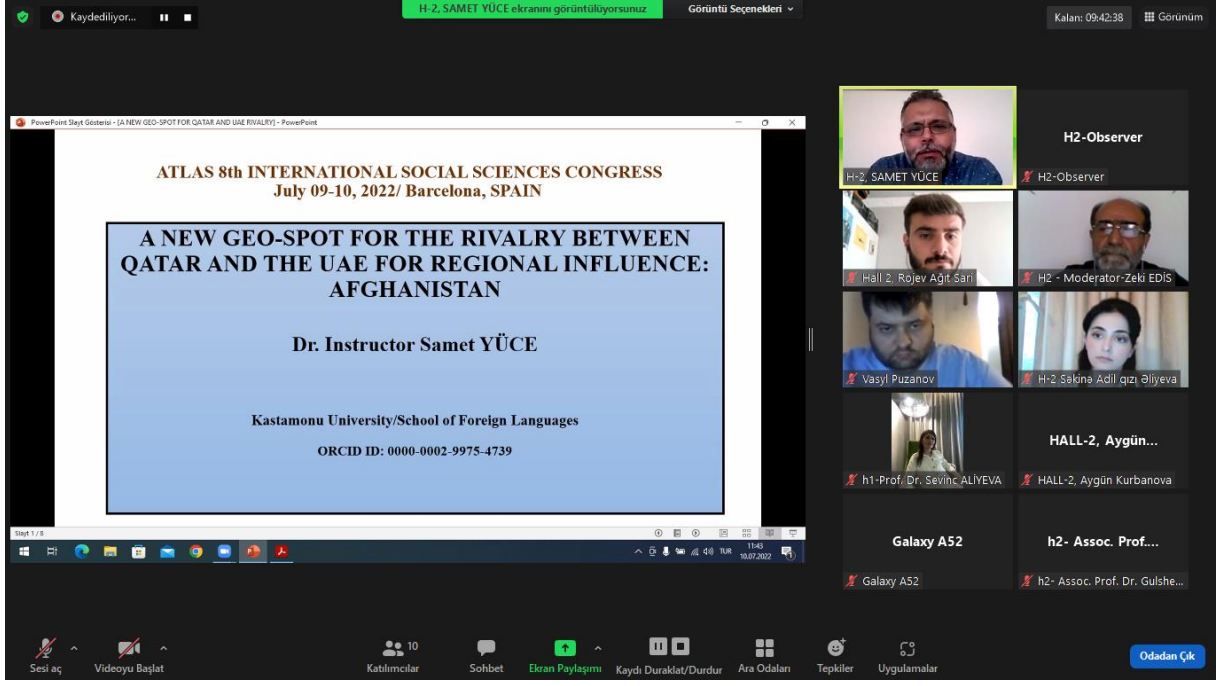 Kaydediliyor...
H-2, SAMET YÜCE ekranını görüntülüyorsunuz
Görüntü Seçenekleri
Kalan: 09:42:38
Görünüm
PowerPoint Slayt Gösterisi - [A NEW GEO-SPOT FOR QATAR AND UAE RIVALRY] - PowerPoint
ATLAS 8th INTERNATIONAL SOCIAL SCIENCES CONGRESS
July 09-10, 2022/ Barcelona, SPAIN
A NEW GEO-SPOT FOR THE RIVALRY BETWEEN
QATAR AND THE UAE FOR REGIONAL INFLUENCE:
AFGHANISTAN
Dr. Instructor Samet YÜCE
Kastamonu University/School of Foreign Languages
ORCID ID: 0000-0002-9975-4739
Slayt 1 / 8
TUR
11:43
10.07.2022
H-2, SAMET YÜCE
H2-Observer
H2-Observer
Hall 2, Rojev Ağıt Sari
H2 - Moderator-Zeki EDİS
Vasyl Puzanov
H-2 Səkinə Adil qızı Əliyeva
h1-Prof. Dr. Sevinc ALİYEVA
HALL-2, Aygün...
HALL-2, Aygün Kurbanova
Galaxy A52
Galaxy A52
h2- Assoc. Prof....
h2- Assoc. Prof. Dr. Gulshe...
Sesi aç
Videoyu Başlat
10
Katılımcılar
Sohbet
Ekran Paylaşımı
Kaydı Duraklat/Durdur
Ara Odaları
Tepkiler
Uygulamalar
Odadan Çık